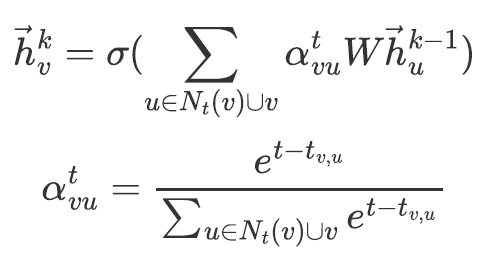 $\vec{h}_v^k = \sigma(\sum_{u \in N_t(v) \cup v} \alpha_{vu}^t W \vec{h}_u^{k-1})$
$\alpha_{vu}^t = \frac{e^{t-t_{v,u}}}{\sum_{u \in N_t(v) \cup v} e^{t-t_{v,u}}}$